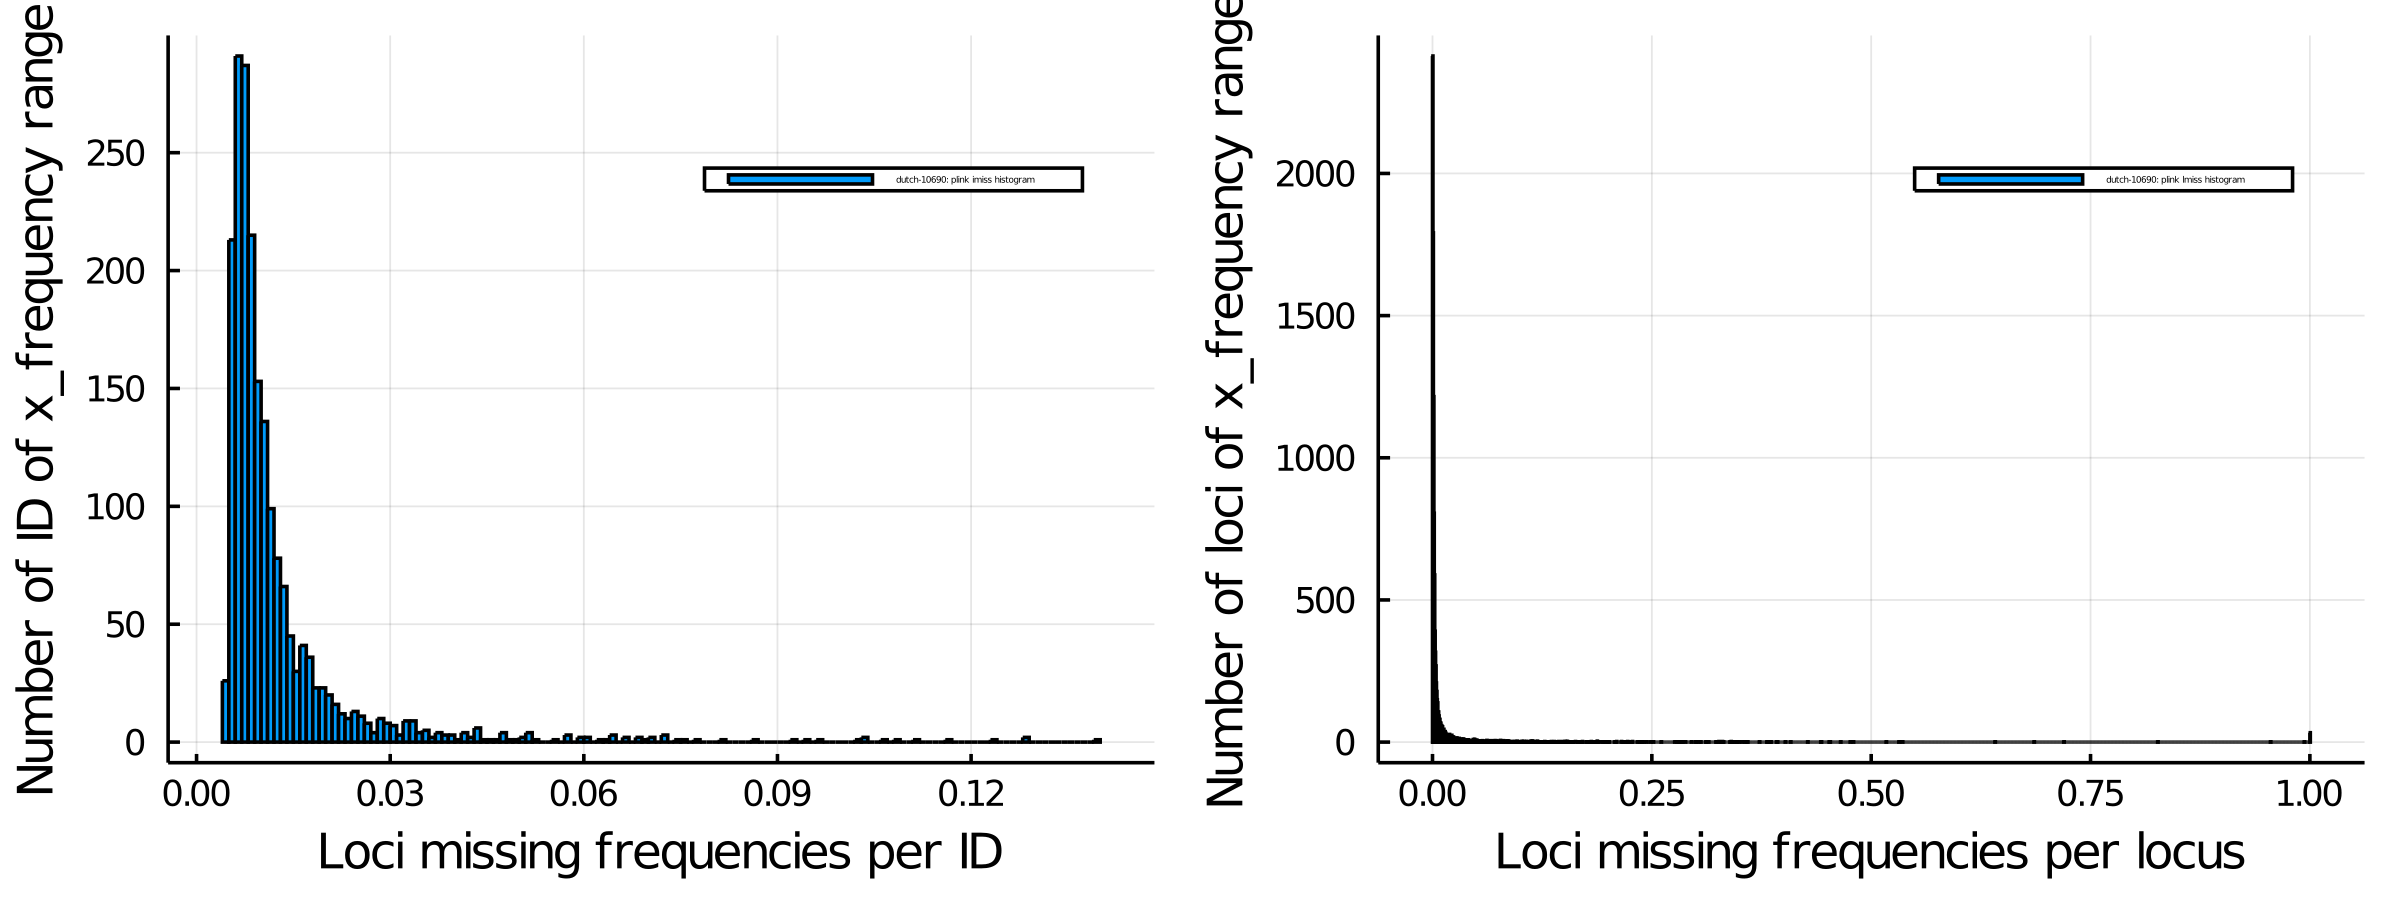 Number of ID of x_frequency range
250
200
150
100
50
0
dutch-10690: plink imiss histogram
0.00 0.03 0.06 0.09 0.12
Loci missing frequencies per ID
Number of loci of x_frequency range
2000
1500
1000
500
0
dutch-10690: plink lmiss histogram
0.00 0.25 0.50 0.75 1.00
Loci missing frequencies per locus